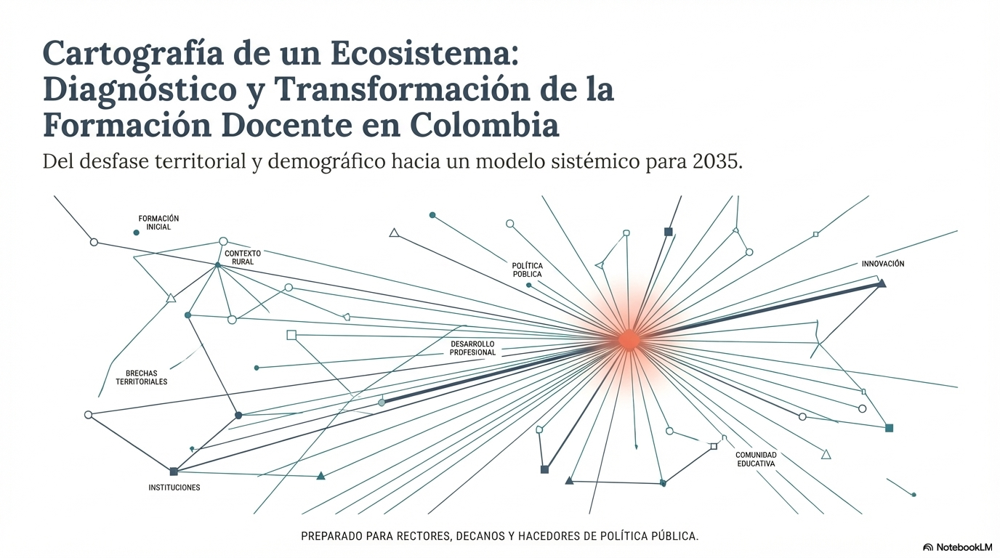 Cartografía de un Ecosistema:
Diagnóstico y Transformación de la
Formación Docente en Colombia
Del desfase territorial y demográfico hacia un modelo sistémico para 2035.
FORMACIÓN
INICIAL
CONTEXTO
RURAL
POLÍTICA
POBLICA
INNOVACIÓN
DESARROLLO
PRDFESIONAL
BRECHAS
TERRITORIALES
COMUNIDAD
EDUCATIVA
INSTITUCIONES
PREPARADO PARA RECTORES, DECANOS Y HACEDORES DE POLÍTICA PÚBLICA.
NotebookLM